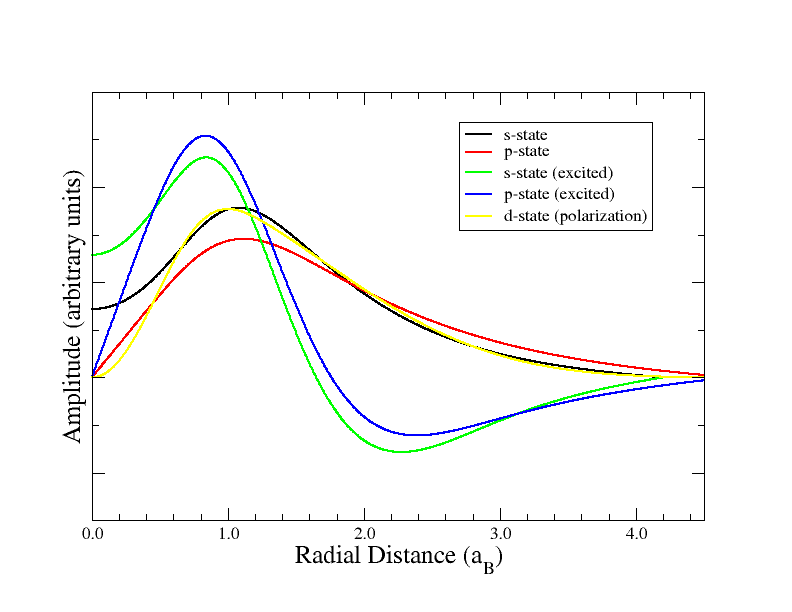 s-state
p-state
s-state (excited)
p-state (excited)
d-state (polarization)
Amplitude (arbitrary units)
0.0 1.0 2.0 3.0 4.0
Radial Distance (aB)